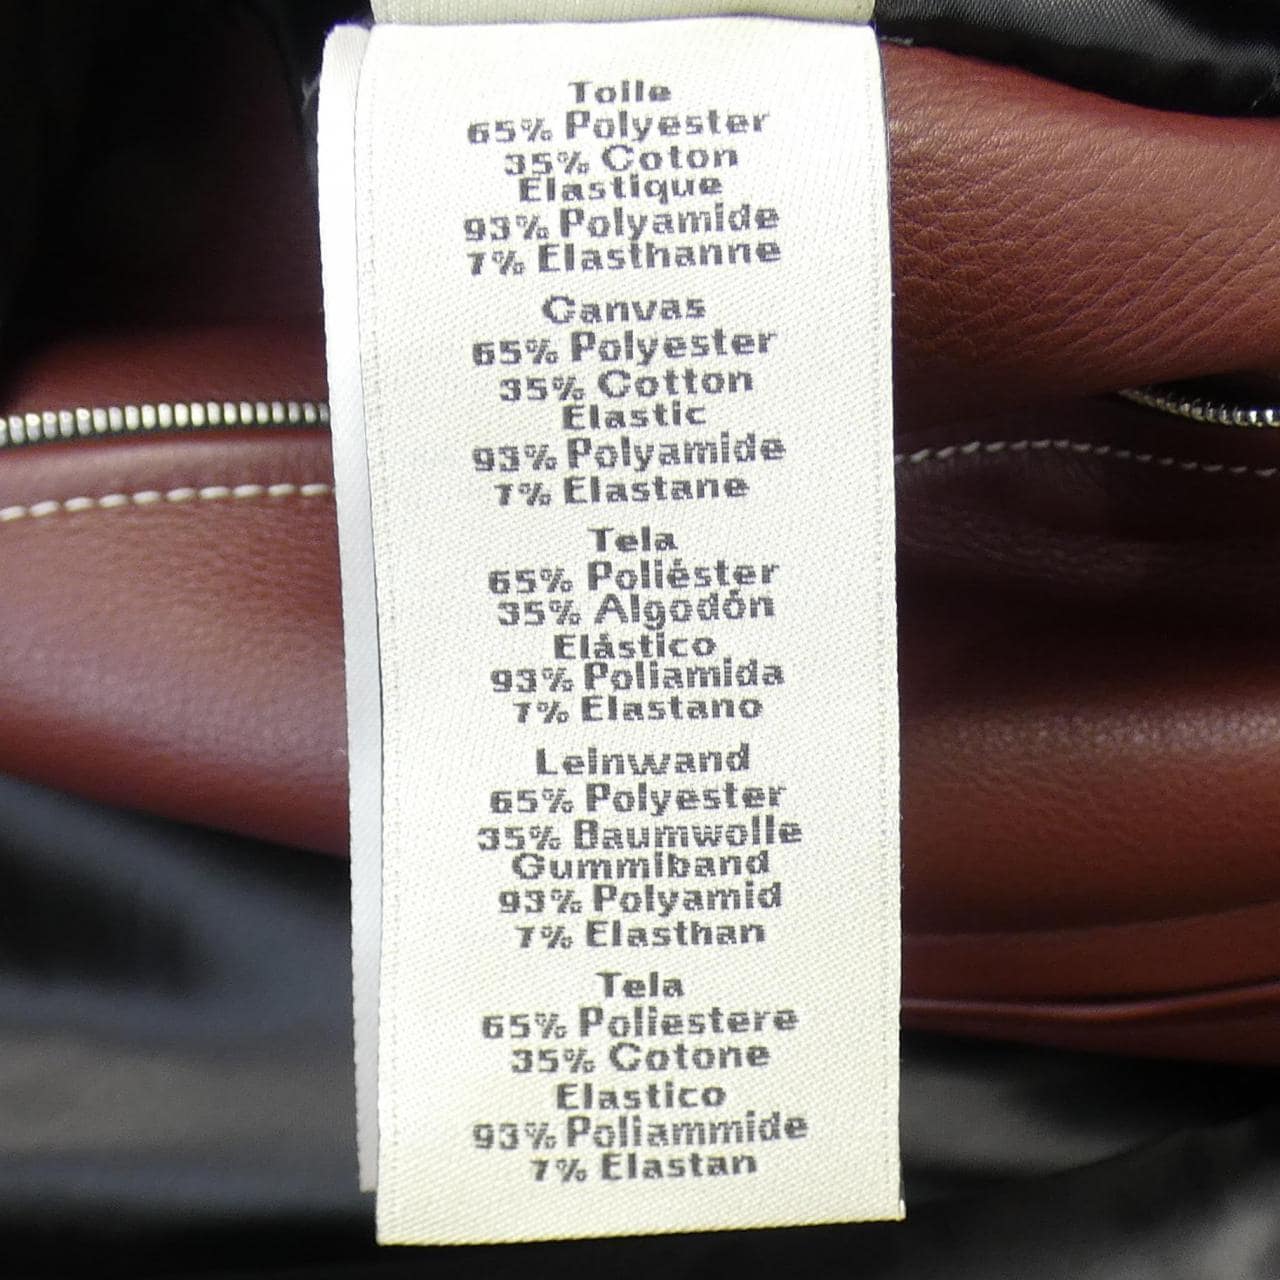 Toile
65% Polyester
35% Coton
Elastique
93% Polyamide
7% Elasthanne
Canvas
65% Polyester
35% Cotton
Elastic
93% Polyamide
7% Elastane
Tela
65% Poliéster
35% Algodón
Elástico
93% Poliamida
7% Elastano
Leinwand
65% Polyester
35% Baumwolle
Gummiband
93% Polyamid
7% Elasthan
Tela
65% Poliestere
35% Cotone
Elastico
93% Poliammide
7% Elastan